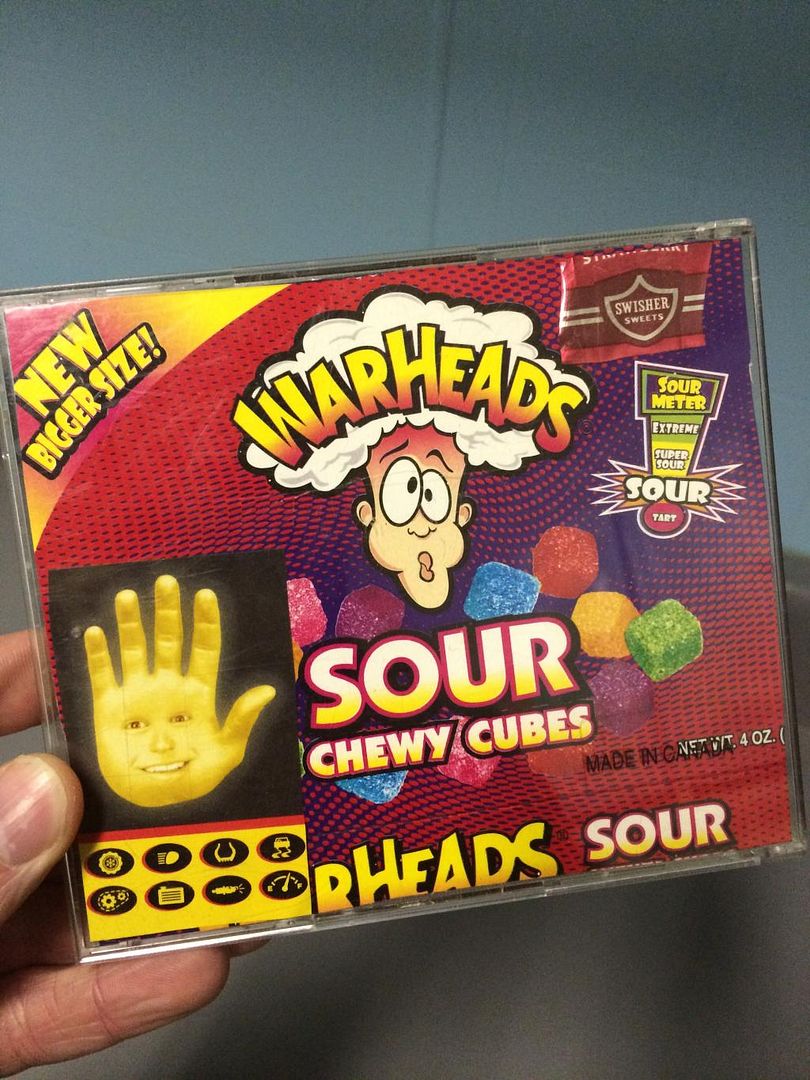 NEW
BIGGER SIZE!
STRAWBERRY
SWISHER
SWEETS
WARHEADS
SOUR
METER
EXTREME
SUPER
SOUR
SOUR
TART
SOUR
CHEWY CUBES
NET WT. 4 OZ. (
MADE IN CANADA
RHEADS
SOUR
E F